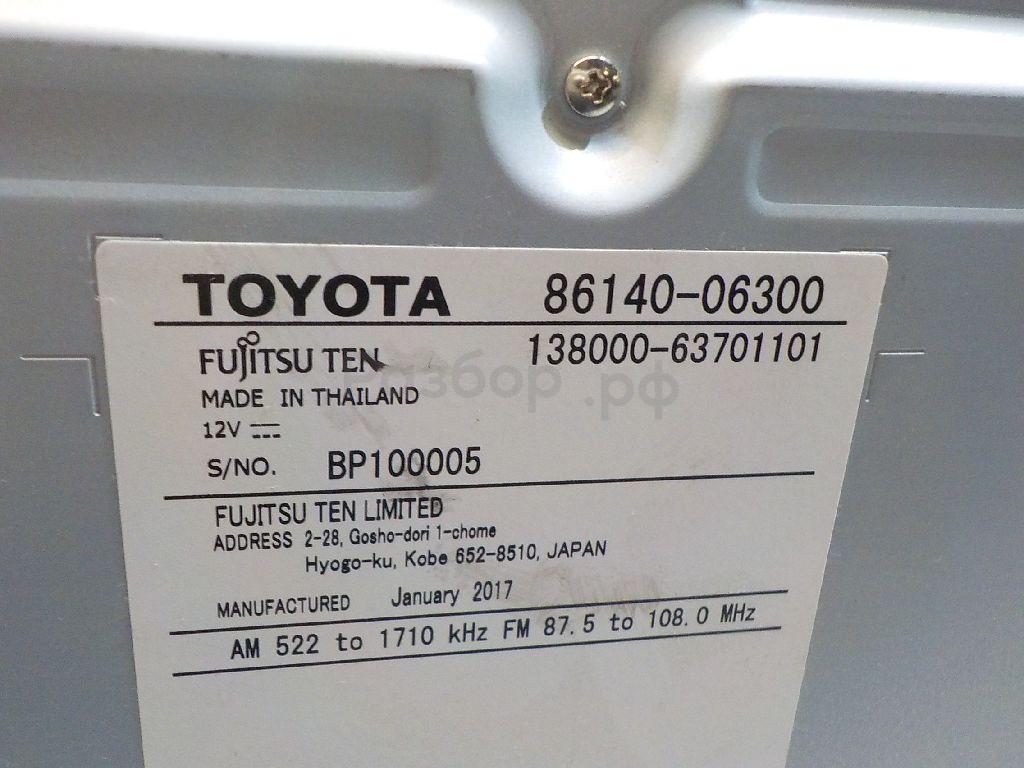 TOYOTA 86140-06300
FUJITSU TEN 138000-63701101
Разбор.рф
MADE IN THAILAND
12V
S/NO. BP100005
FUJITSU TEN LIMITED
ADDRESS 2-28, Gosho-dori 1-chome
Hyogo-ku, Kobe 652-8510, JAPAN
MANUFACTURED January 2017
AM 522 to 1710 kHz FM 87.5 to 108.0 MHz